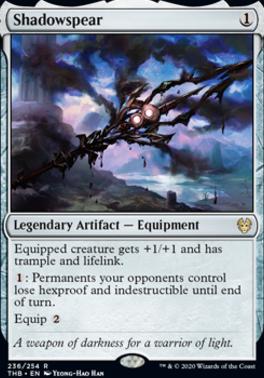 Shadowspear 1
Legendary Artifact — Equipment
Equipped creature gets +1/+1 and has
trample and lifelink.
1: Permanents your opponents control
lose hexproof and indestructible until end
of turn.
Equip 2
A weapon of darkness for a warrior of light.
236/254 R
THB • EN Yeong-Hao Han
™ & © 2020 Wizards of the Coast